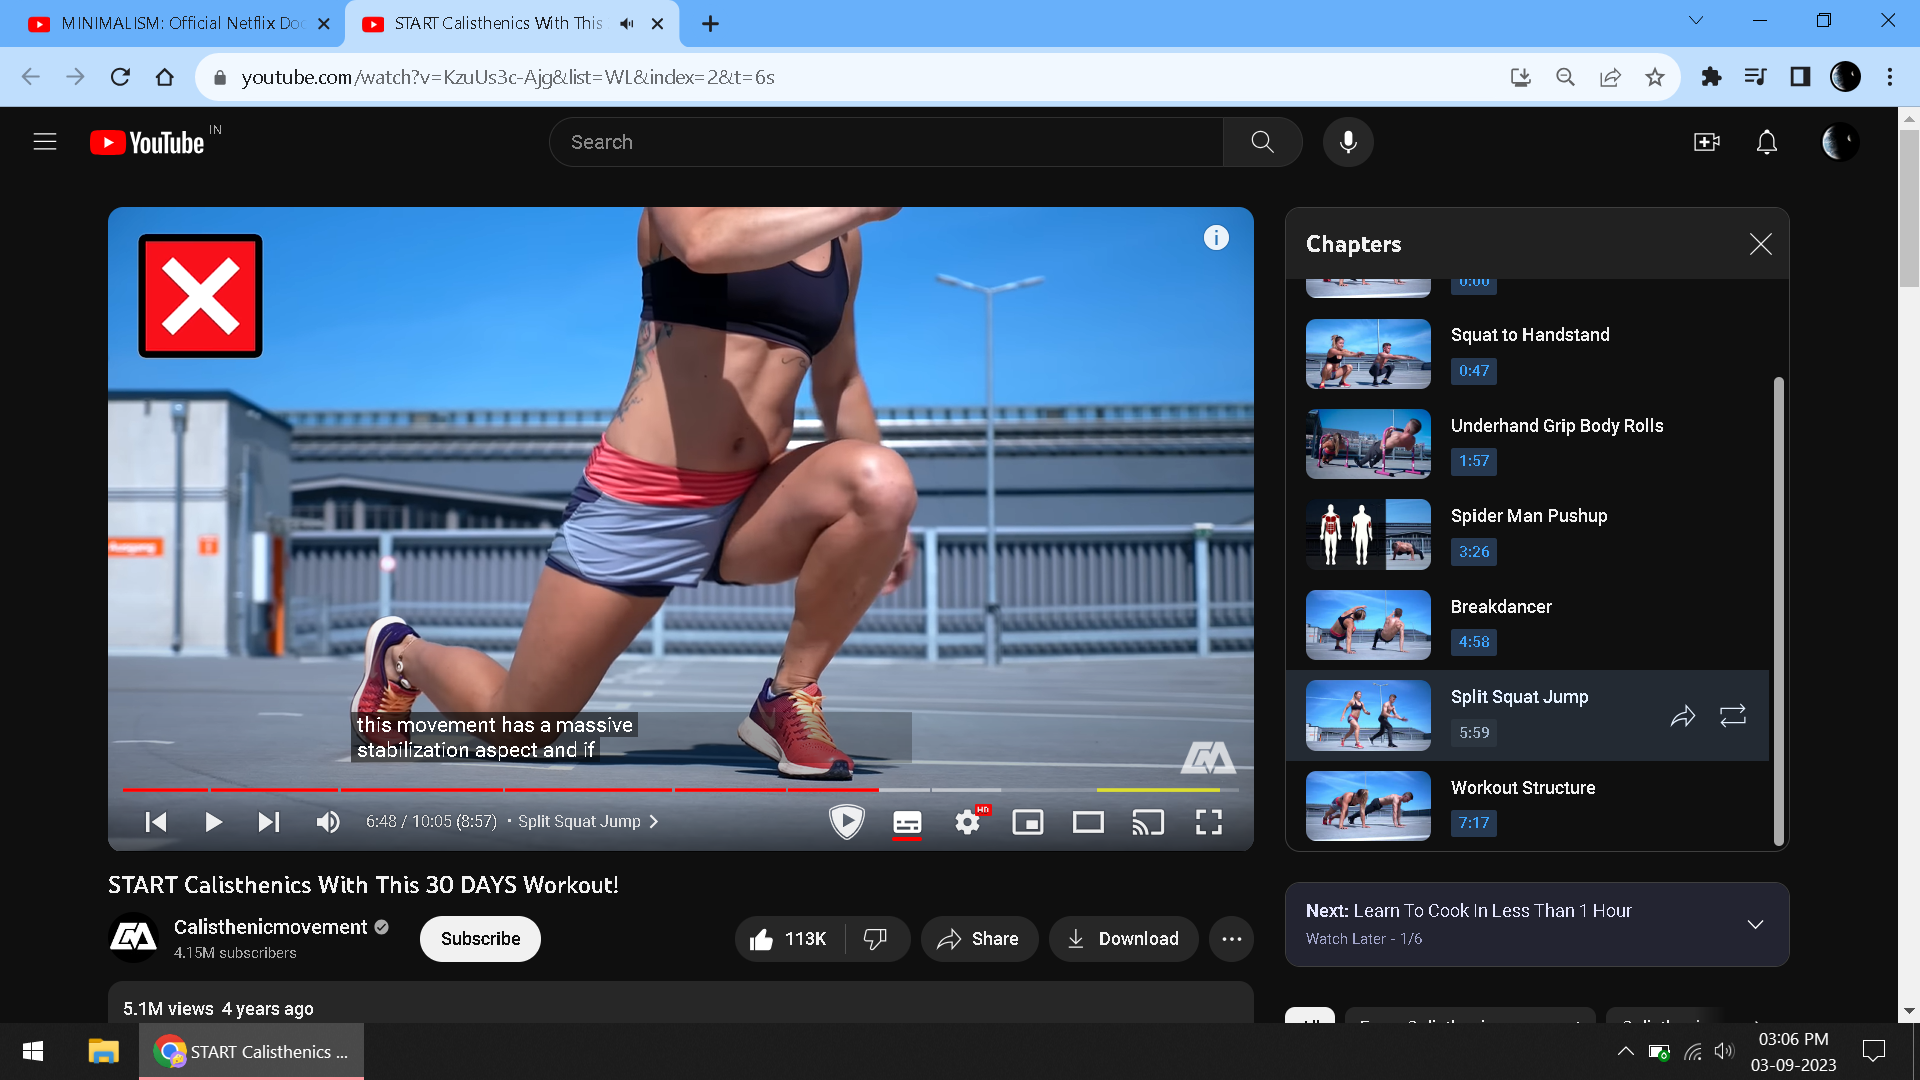 MINIMALISM: Official Netflix Doc
START Calisthenics With This
youtube.com/watch?v=KzuUs3c-Ajg&list=WL&index=2&t=6s
YouTube IN
Search
Chapters
0:00
Squat to Handstand
0:47
Underhand Grip Body Rolls
1:57
Spider Man Pushup
3:26
Breakdancer
4:58
Split Squat Jump
5:59
Workout Structure
7:17
this movement has a massive
stabilization aspect and if
6:48 / 10:05 (8:57) • Split Squat Jump
HD
START Calisthenics With This 30 DAYS Workout!
Calisthenicmovement
4.15M subscribers
Subscribe
113K
Share
Download
Next: Learn To Cook In Less Than 1 Hour
Watch Later - 1/6
5.1M views 4 years ago
START Calisthenics ...
03:06 PM
03-09-2023